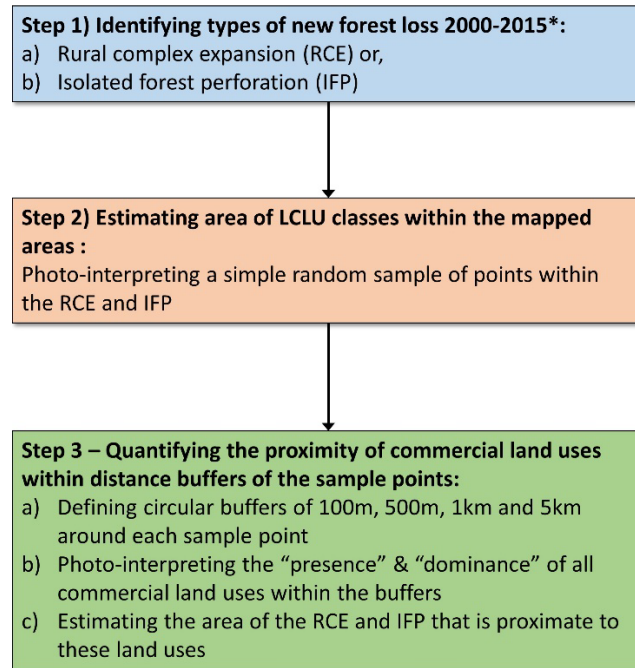 Step 1) Identifying types of new forest loss 2000-2015*:
a) Rural complex expansion (RCE) or,
b) Isolated forest perforation (IFP)
Step 2) Estimating area of LCLU classes within the mapped
areas :
Photo-interpreting a simple random sample of points within
the RCE and IFP
Step 3 – Quantifying the proximity of commercial land uses
within distance buffers of the sample points:
a) Defining circular buffers of 100m, 500m, 1km and 5km
around each sample point
b) Photo-interpreting the “presence” & “dominance” of all
commercial land uses within the buffers
c) Estimating the area of the RCE and IFP that is proximate to
these land uses